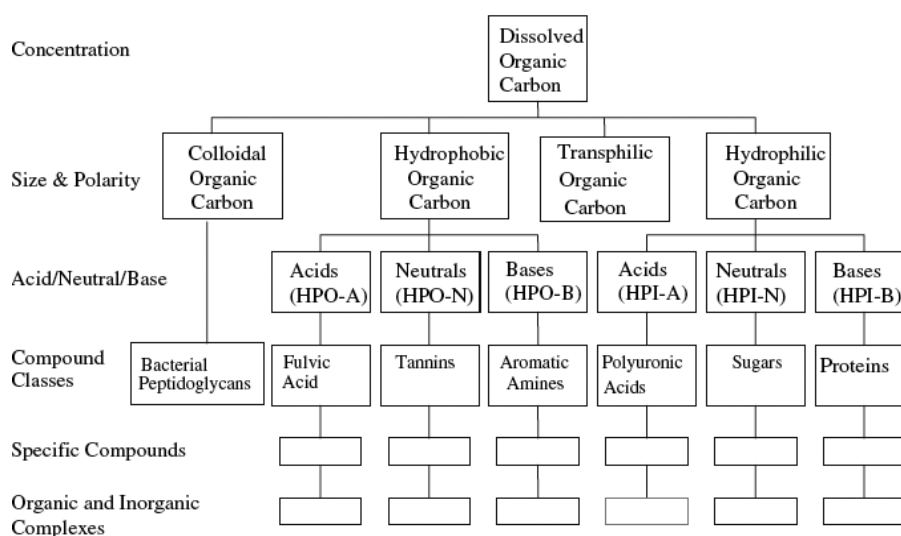 Concentration
Dissolved
Organic
Carbon
Size & Polarity
Colloidal
Organic
Carbon
Hydrophobic
Organic
Carbon
Transphilic
Organic
Carbon
Hydrophilic
Organic
Carbon
Acid/Neutral/Base
Acids
(HPO-A)
Neutrals
(HPO-N)
Bases
(HPO-B)
Acids
(HPI-A)
Neutrals
(HPI-N)
Bases
(HPI-B)
Compound
Classes
Bacterial
Peptidoglycans
Fulvic
Acid
Tannins
Aromatic
Amines
Polyuronic
Acids
Sugars
Proteins
Specific Compounds
Organic and Inorganic
Complexes